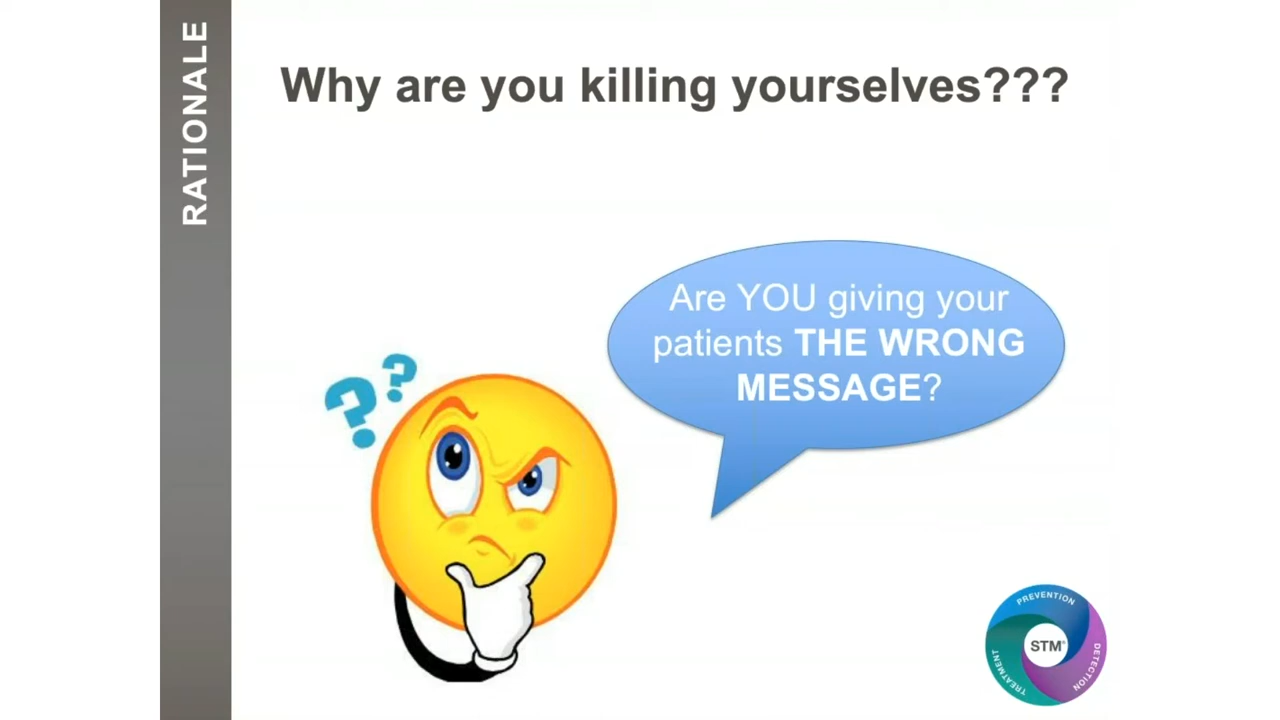 RATIONALE
Why are you killing yourselves???
Are YOU giving your
patients THE WRONG
MESSAGE?
? ?
PREVENTION
STM®
DETECTION
TREATMENT